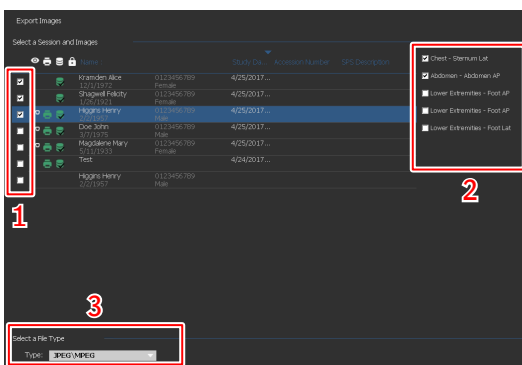 Export Images
Select a Session and Images
Name Study Da... Accession Number SPS Description
Kramden Alice 0123456789 4/25/2017...
12/1/1972 Female
Shagwell Felicity 0123456789 4/25/2017...
1/26/1921 Female
Higgins Henry 0123456789 4/25/2017...
2/2/1957 Male
Doe John 0123456789 4/25/2017...
3/7/1975 Male
Magdalene Mary 0123456789 4/25/2017...
5/11/1933 Female
Test 4/24/2017...
Higgins Henry 0123456789
2/2/1957 Male
Chest - Sternum Lat
Abdomen - Abdomen AP
Lower Extremities - Foot AP
Lower Extremities - Foot AP
Lower Extremities - Foot Lat
1
2
3
Select a File Type
Type: JPEG\MPEG